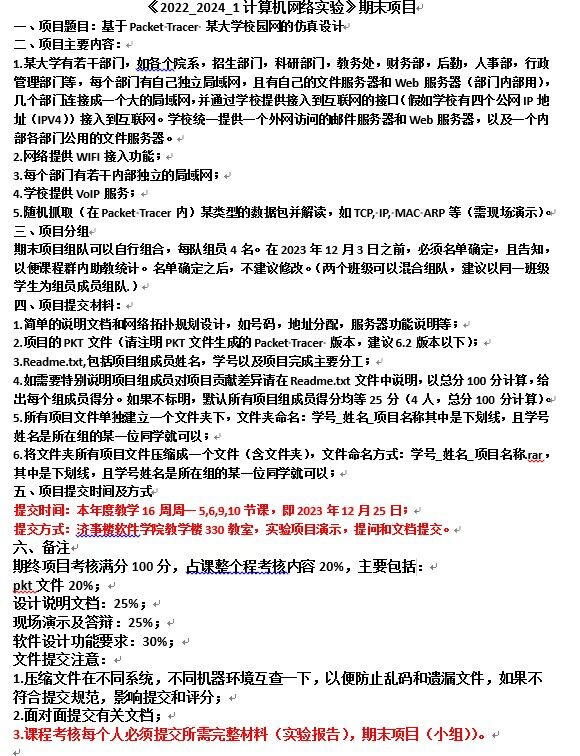 《2022_2024_1 计算机网络实验》期末项目
一、项目题目：基于 Packet Tracer 某大学校园网的仿真设计
二、项目主要内容：
1.某大学有若干部门，如各个院系，招生部门，科研部门，教务处，财务部，后勤，人事部，行政
管理部门等，每个部门有自己独立局域网，且有自己的文件服务器和 Web 服务器（部门内部用），
几个部门连接成一个大的局域网，并通过学校提供接入到互联网的接口（假如学校有四个公网 IP 地
址（IPV4））接入到互联网。学校统一提供一个外网访问的邮件服务器和 Web 服务器，以及一个内
部各部门公用的文件服务器。
2.网络提供 WIFI 接入功能；
3.每个部门有若干内部独立的局域网；
4.学校提供 VoIP 服务；
5.随机抓取（在 Packet Tracer 内）某类型的数据包并解读，如 TCP, IP, MAC ARP 等（需现场演示）。
三、项目分组
期末项目组队可以自行组合，每队组员 4 名。在 2023 年 12 月 3 日之前，必须名单确定，且告知，
以便课程群内助教统计。名单确定之后，不建议修改。（两个班级可以混合组队，建议以同一班级
学生为组员成员组队.）
四、项目提交材料：
1.简单的说明文档和网络拓扑规划设计，如号码，地址分配，服务器功能说明等；
2.项目的 PKT 文件（请注明 PKT 文件生成的 Packet Tracer 版本，建议 6.2 版本以下）；
3.Readme.txt,包括项目组成员姓名，学号以及项目完成主要分工；
4.如需要特别说明项目组成员对项目贡献差异请在 Readme.txt 文件中说明，以总分 100 分计算，给
出每个组成员得分。如果不标明，默认所有项目组成员得分均等 25 分（4 人，总分 100 分计算）。
5.所有项目文件单独建立一个文件夹下，文件夹命名：学号_姓名_项目名称其中是下划线，且学号
姓名是所在组的某一位同学就可以；
6.将文件夹所有项目文件压缩成一个文件（含文件夹），文件命名方式：学号_姓名_项目名称.rar，
其中是下划线，且学号姓名是所在组的某一位同学就可以；
五、项目提交时间及方式
提交时间：本年度教学 16 周周一 5,6,9,10 节课，即 2023 年 12 月 25 日；
提交方式：济事楼软件学院教学楼 330 教室，实验项目演示，提问和文档提交。
六、备注
期终项目考核满分 100 分，占课整个程考核内容 20%，主要包括：
pkt 文件 20%；
设计说明文档：25%；
现场演示及答辩：25%；
软件设计功能要求：30%；
文件提交注意：
1.压缩文件在不同系统，不同机器环境互查一下，以便防止乱码和遗漏文件，如果不
符合提交规范，影响提交和评分；
2.面对面提交有关文档；
3.课程考核每个人必须提交所需完整材料（实验报告），期末项目（小组））。